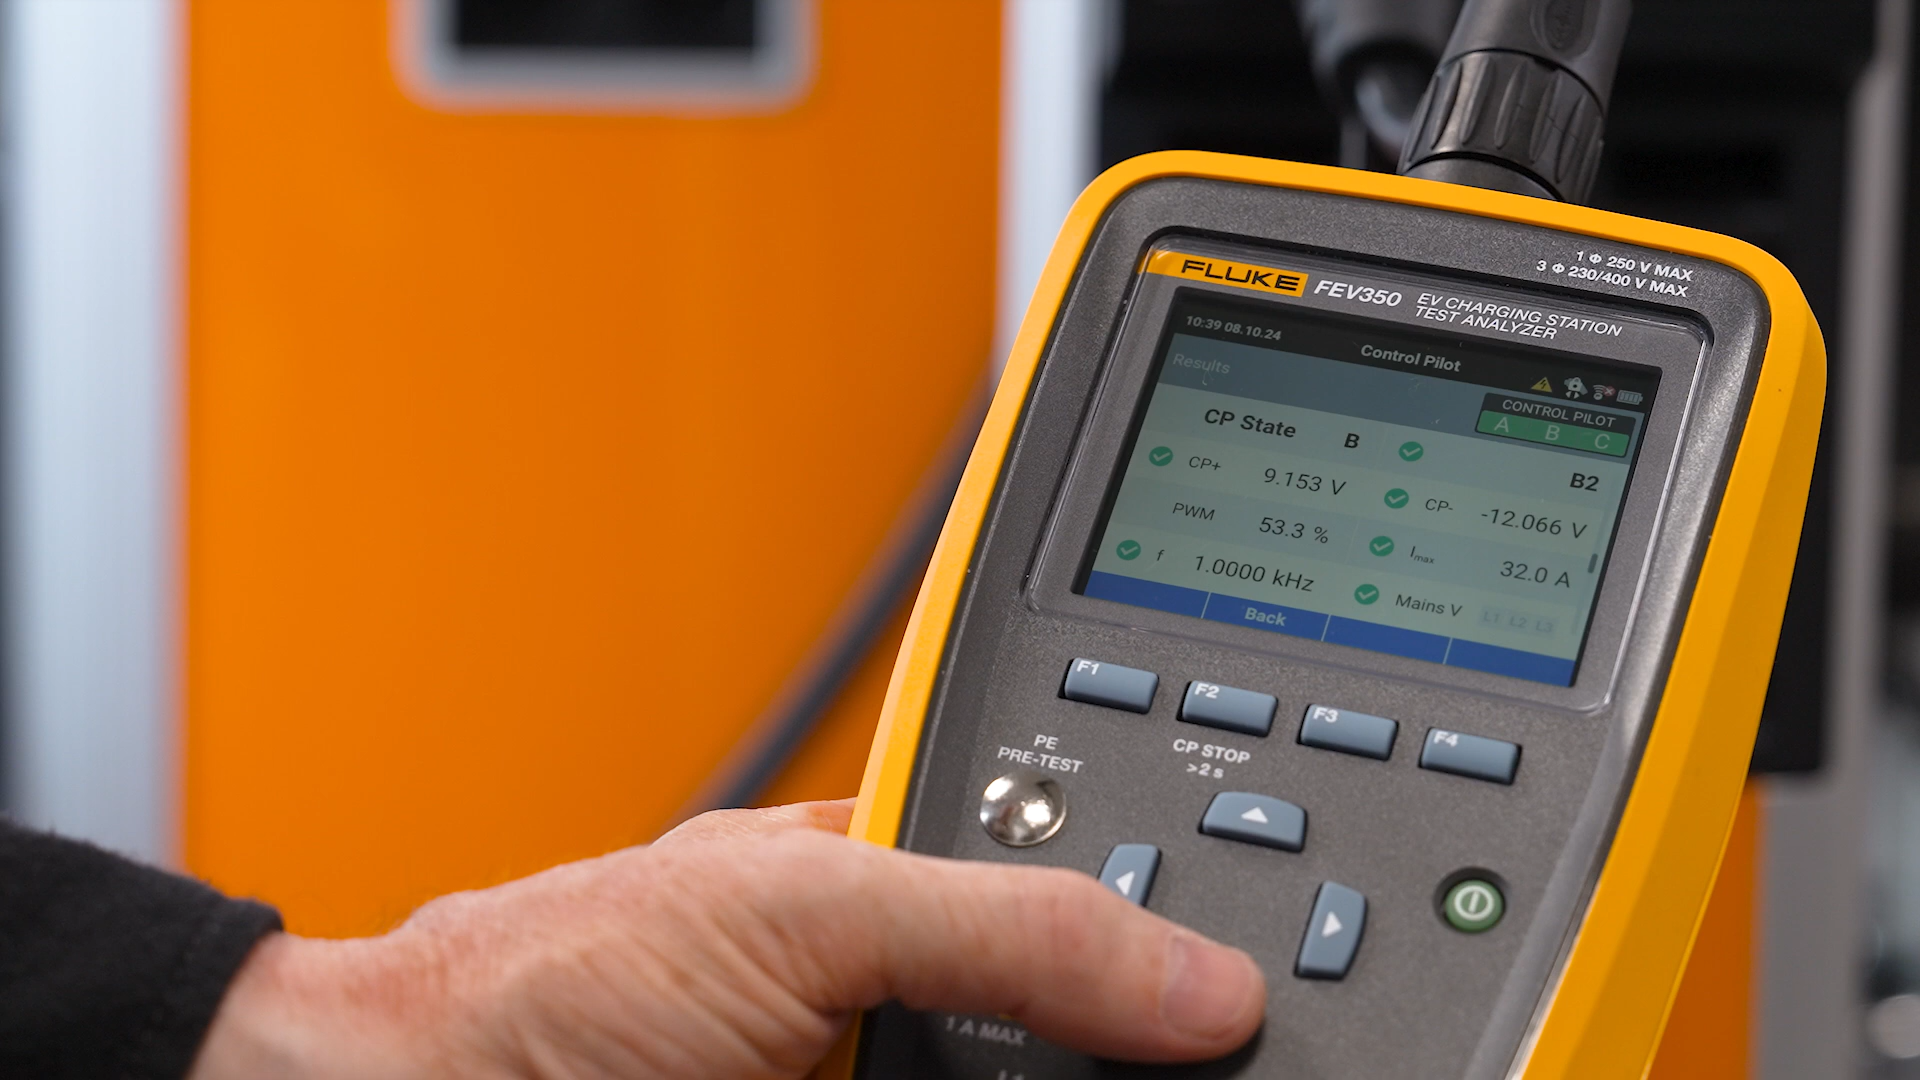 1 Φ 250 V MAX
3 Φ 230/400 V MAX
FLUKE FEV350 EV CHARGING STATION
TEST ANALYZER
10:39 08.10.24
Control Pilot
Results
CONTROL PILOT
A B C
CP State B
B2
CP+ 9.153 V
CP- -12.066 V
PWM 53.3 %
Imax 32.0 A
f 1.0000 kHz
Mains V L1 L2 L3
Back
F1 F2 F3 F4
PE
PRE-TEST
CP STOP
>2 s
1 A MAX